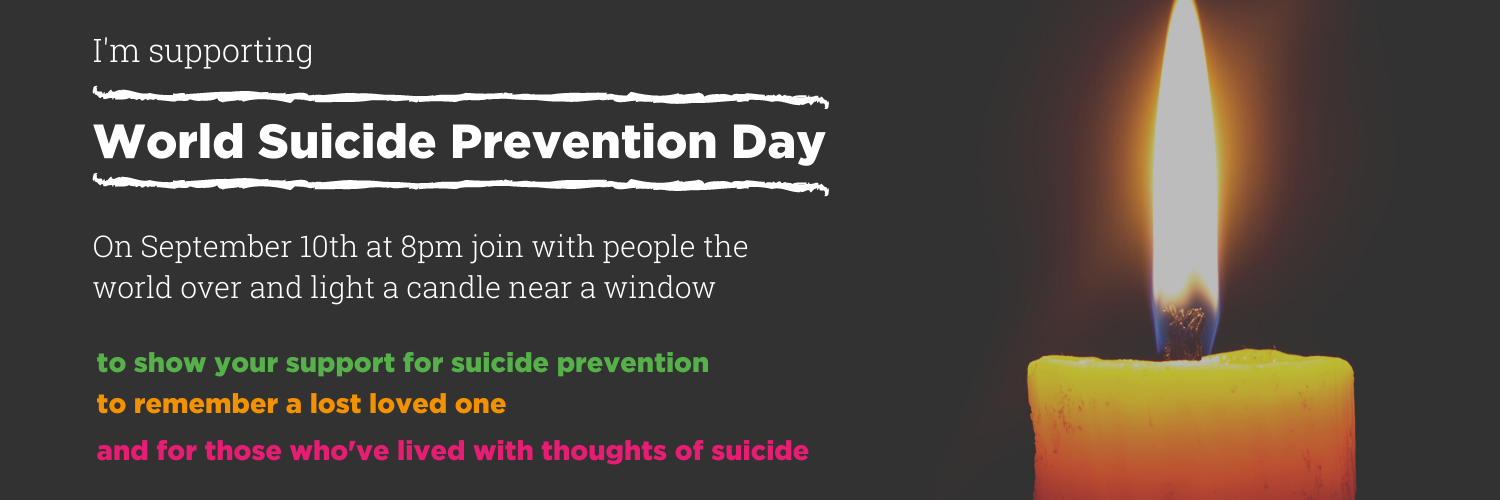 I'm supporting
World Suicide Prevention Day
On September 10th at 8pm join with people the
world over and light a candle near a window
to show your support for suicide prevention
to remember a lost loved one
and for those who've lived with thoughts of suicide